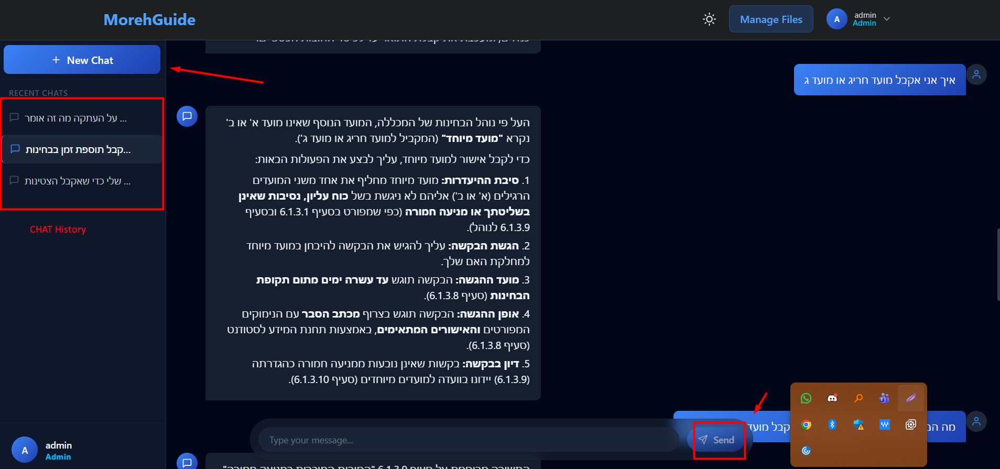 MorehGuide
Manage Files
A
admin
Admin
+ New Chat
RECENT CHATS
על העתקה מה זה אומר ...
קבל תוספת זמן בבחינות...
שלי כדי שאקבל הצטינות ...
CHAT History
A
admin
Admin
איך אני אקבל מועד חריג או מועד ג
העל פי נוהל הבחינות של המכללה, המועד הנוסף שאינו מועד א' או ב'
נקרא "מועד מיוחד" (המקביל למועד חריג או מועד ג').
כדי לקבל אישור למועד מיוחד, עליך לבצע את הפעולות הבאות:
1. סיבת ההיעדרות: מועד מיוחד מחליף את אחד משני המועדים
הרגילים (א' או ב') אליהם לא ניגשת בשל כוח עליון, נסיבות שאינן
בשליטתך או מניעה חמורה (כפי שמפורט בסעיף 6.1.3.1 ובסעיף
6.1.3.9 לנוהל).
2. הגשת הבקשה: עליך להגיש את הבקשה להיבחן במועד מיוחד
למחלקת האם שלך.
3. מועד ההגשה: הבקשה תוגש עד עשרה ימים מתום תקופת
הבחינות (סעיף 6.1.3.8).
4. אופן ההגשה: הבקשה תוגש בצרוף מכתב הסבר עם הנימוקים
המפורטים והאישורים המתאימים, באמצעות תחנת המידע לסטודנט
(סעיף 6.1.3.8).
5. דיון בבקשה: בקשות שאינן נובעות ממניעה חמורה כהגדרתה
(6.1.3.9) יידונו בוועדה למועדים מיוחדים (סעיף 6.1.3.10).
מה
קבל מועד
Type your message...
Send